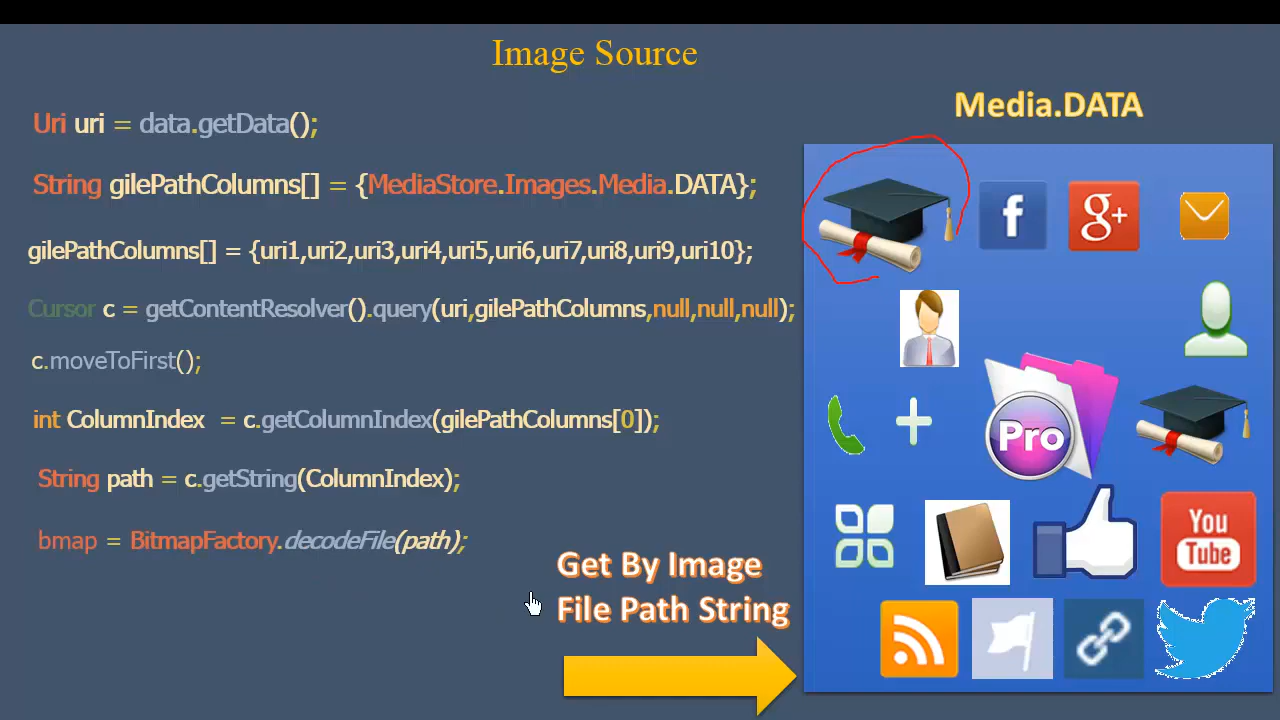 Image Source
Media.DATA
Uri uri = data.getData();
String gilePathColumns[] = {MediaStore.Images.Media.DATA};
gilePathColumns[] = {uri1,uri2,uri3,uri4,uri5,uri6,uri7,uri8,uri9,uri10};
Cursor c = getContentResolver().query(uri,gilePathColumns,null,null,null);
c.moveToFirst();
int ColumnIndex = c.getColumnIndex(gilePathColumns[0]);
String path = c.getString(ColumnIndex);
bmap = BitmapFactory.decodeFile(path);
Get By Image
File Path String
f
g+
Pro
You
Tube